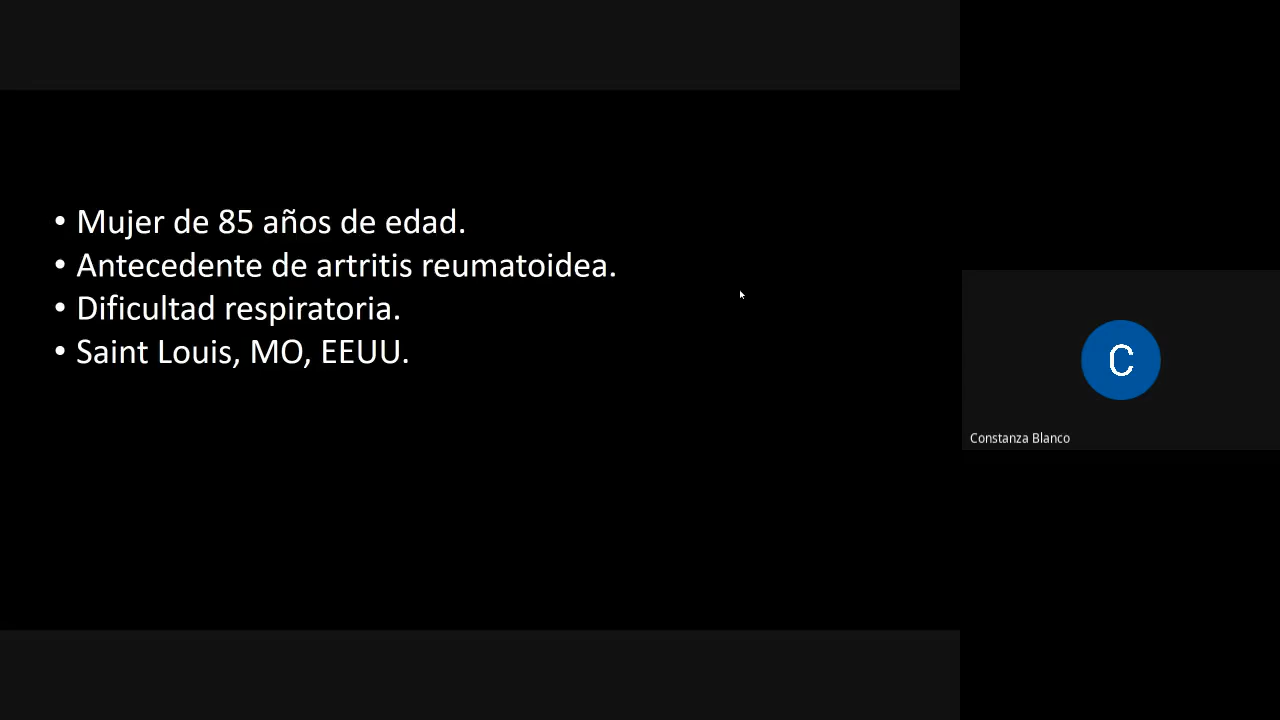 • Mujer de 85 años de edad.
• Antecedente de artritis reumatoidea.
• Dificultad respiratoria.
• Saint Louis, MO, EEUU.
C
Constanza Blanco